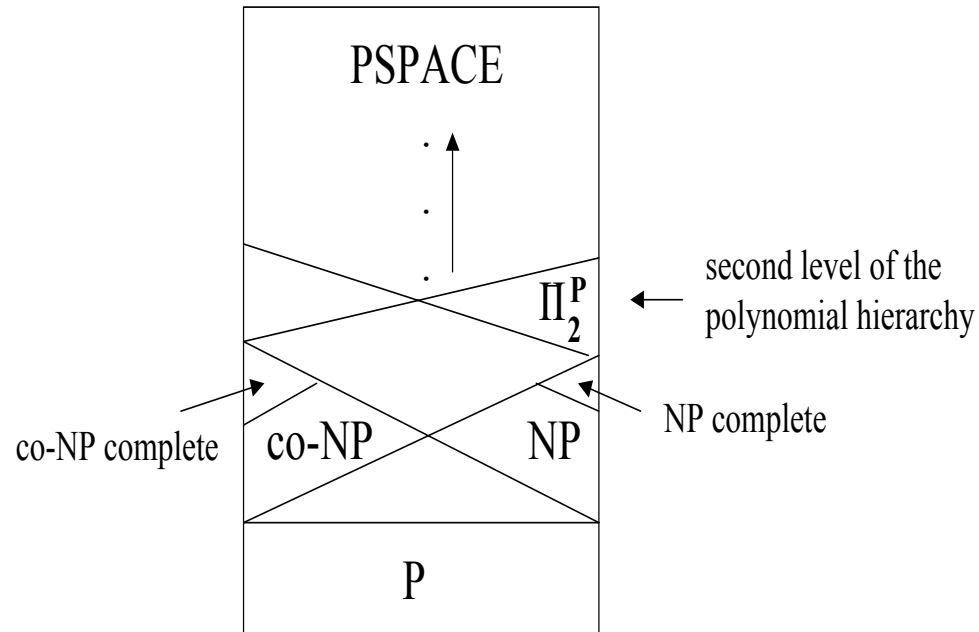 PSPACE
.
.
.
Π₂ᴾ
second level of the
polynomial hierarchy
co-NP complete
co-NP
NP
NP complete
P